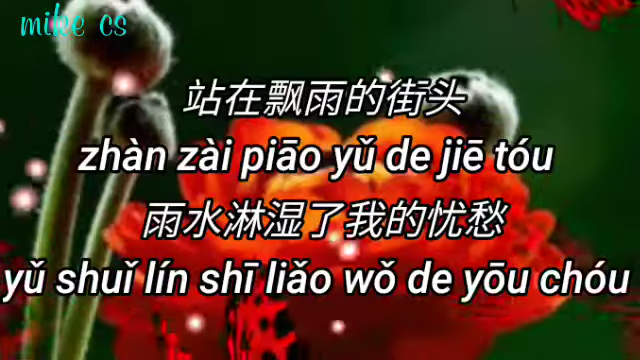 mike cs
站在飘雨的街头
zhàn zài piāo yǔ de jiē tóu
雨水淋湿了我的忧愁
yǔ shuǐ lín shī liǎo wǒ de yōu chóu